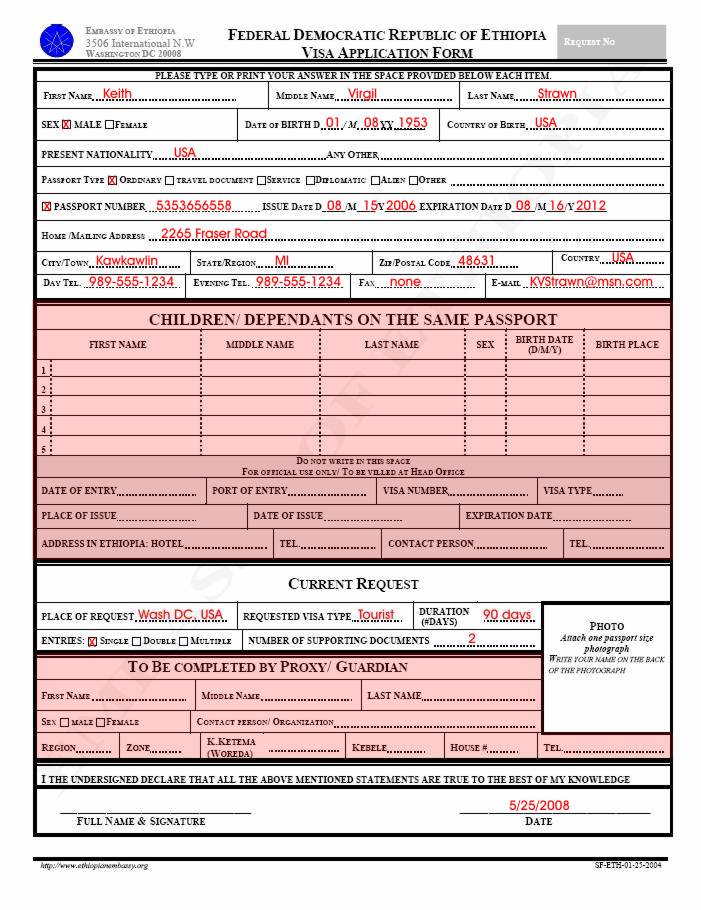 EMBASSY OF ETHIOPIA
3506 International N.W
WASHINGTON DC 20008
FEDERAL DEMOCRATIC REPUBLIC OF ETHIOPIA
VISA APPLICATION FORM
REQUEST NO
PLEASE TYPE OR PRINT YOUR ANSWER IN THE SPACE PROVIDED BELOW EACH ITEM.
FIRST NAME Keith MIDDLE NAME Virgil LAST NAME Strawn
SEX X MALE FEMALE DATE OF BIRTH D 01 / M 08 YY 1953 COUNTRY OF BIRTH USA
PRESENT NATIONALITY USA ANY OTHER
PASSPORT TYPE X ORDINARY TRAVEL DOCUMENT SERVICE DIPLOMATIC ALIEN OTHER
X PASSPORT NUMBER 5353656558 ISSUE DATE D 08 /M 15 Y 2006 EXPIRATION DATE D 08 /M 16 /Y 2012
HOME /MAILING ADDRESS 2265 Fraser Road
CITY/TOWN Kawkawlin STATE/REGION MI ZIP/POSTAL CODE 48631 COUNTRY USA
DAY TEL. 989-555-1234 EVENING TEL. 989-555-1234 FAX none E-MAIL KVStrawn@msn.com
CHILDREN/ DEPENDANTS ON THE SAME PASSPORT
FIRST NAME MIDDLE NAME LAST NAME SEX BIRTH DATE (D/M/Y) BIRTH PLACE
1
2
3
4
5
DO NOT WRITE IN THIS SPACE
FOR OFFICIAL USE ONLY/ TO BE VILLED AT HEAD OFFICE
DATE OF ENTRY PORT OF ENTRY VISA NUMBER VISA TYPE
PLACE OF ISSUE DATE OF ISSUE EXPIRATION DATE
ADDRESS IN ETHIOPIA: HOTEL TEL. CONTACT PERSON TEL.
CURRENT REQUEST
PLACE OF REQUEST Wash DC, USA REQUESTED VISA TYPE Tourist DURATION (#DAYS) 90 days
ENTRIES: X SINGLE DOUBLE MULTIPLE NUMBER OF SUPPORTING DOCUMENTS 2
PHOTO
Attach one passport size
photograph
WRITE YOUR NAME ON THE BACK
OF THE PHOTOGRAPH
TO BE COMPLETED BY PROXY/ GUARDIAN
FIRST NAME MIDDLE NAME LAST NAME
SEX MALE FEMALE CONTACT PERSON/ ORGANIZATION
REGION ZONE K.KETEMA (WOREDA) KEBELE HOUSE # TEL.
I THE UNDERSIGNED DECLARE THAT ALL THE ABOVE MENTIONED STATEMENTS ARE TRUE TO THE BEST OF MY KNOWLEDGE
5/25/2008
FULL NAME & SIGNATURE DATE
http://www.ethiopianembassy.org SF-ETH-01-25-2004